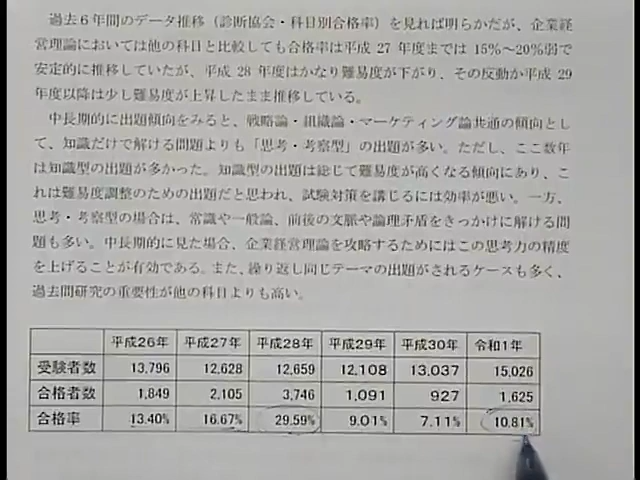 過去６年間のデータ推移（診断協会・科目別合格率）を見れば明らかだが、企業経
営理論においては他の科目と比較しても合格率は平成 27 年度までは 15%～20%弱で
安定的に推移していたが、平成 28 年度はかなり難易度が下がり、その反動か平成 29
年度以降は少し難易度が上昇したまま推移している。
中長期的に出題傾向をみると、戦略論・組織論・マーケティング論共通の傾向とし
て、知識だけで解ける問題よりも「思考・考察型」の出題が多い。ただし、ここ数年
は知識型の出題が多かった。知識型の出題は総じて難易度が高くなる傾向にあり、こ
れは難易度調整のための出題だと思われ、試験対策を講じるには効率が悪い。一方、
思考・考察型の場合は、常識や一般論、前後の文脈や論理矛盾をきっかけに解ける問
題も多い。中長期的に見た場合、企業経営理論を攻略するためにはこの思考力の精度
を上げることが有効である。また、繰り返し同じテーマの出題がされるケースも多く、
過去問研究の重要性が他の科目よりも高い。
平成26年 平成27年 平成28年 平成29年 平成30年 令和1年
受験者数 13,796 12,628 12,659 12,108 13,037 15,026
合格者数 1,849 2,105 3,746 1,091 927 1,625
合格率 13.40% 16.67% 29.59% 9.01% 7.11% 10.81%